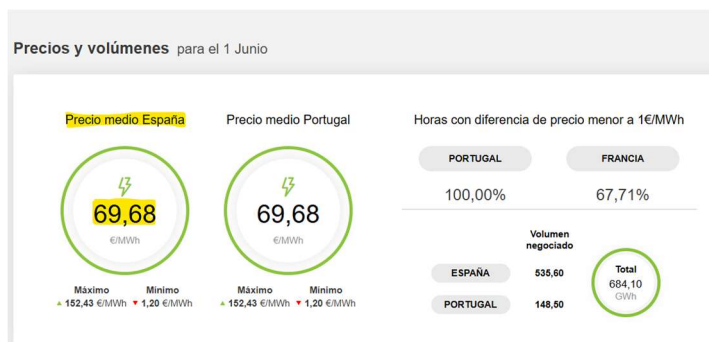 Precios y volúmenes para el 1 Junio
Precio medio España
69,68
€/MWh
Máximo Mínimo
▲ 152,43 €/MWh ▼ 1,20 €/MWh
Precio medio Portugal
69,68
€/MWh
Máximo Mínimo
▲ 152,43 €/MWh ▼ 1,20 €/MWh
Horas con diferencia de precio menor a 1€/MWh
PORTUGAL FRANCIA
100,00% 67,71%
Volumen
negociado
ESPAÑA 535,60
PORTUGAL 148,50
Total
684,10
GWh